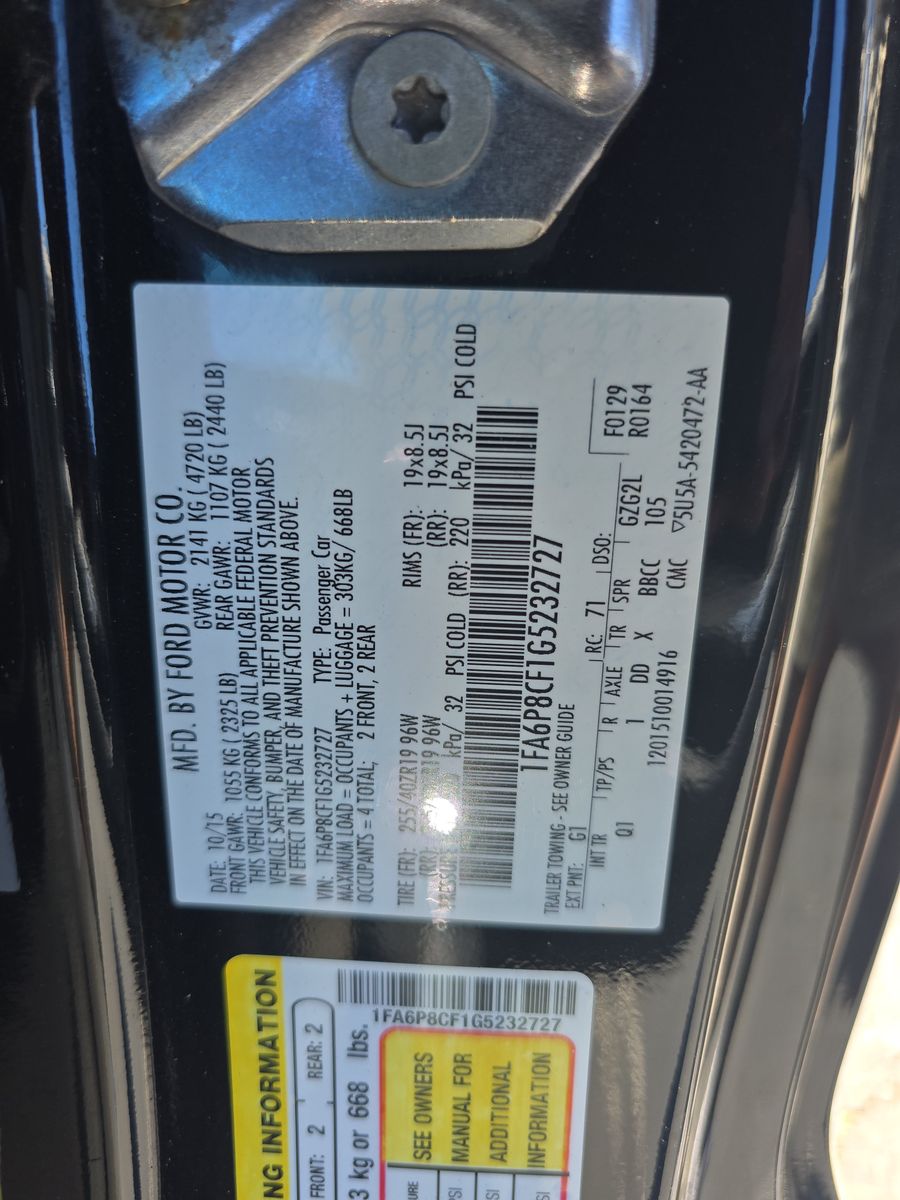 MFD. BY FORD MOTOR CO.
DATE: 10/15 GVWR: 2141 KG ( 4720 LB)
FRONT GAWR: 1055 KG ( 2325 LB) REAR GAWR: 1107 KG ( 2440 LB)
THIS VEHICLE CONFORMS TO ALL APPLICABLE FEDERAL MOTOR
VEHICLE SAFETY, BUMPER, AND THEFT PREVENTION STANDARDS
IN EFFECT ON THE DATE OF MANUFACTURE SHOWN ABOVE.
VIN: 1FA6P8CF1G5232727 TYPE: Passenger Car
MAXIMUM LOAD = OCCUPANTS + LUGGAGE = 303KG/ 668LB
OCCUPANTS = 4 TOTAL; 2 FRONT, 2 REAR
TIRE (FR): 255/40ZR19 96W RIMS (FR): 19x8.5J
R19 96W (RR): 19x8.5J
kPa/ 32 PSI COLD (RR): 220 kPa/ 32 PSI COLD
1FA6P8CF1G5232727
TRAILER TOWING - SEE OWNER GUIDE
EXT PNT: G1 RC: 71 DSO: F0129
INT TR TP/PS R AXLE TR SPR GZG2L R0164
Q1 1 DD X BBCC 105
1201510014916 CMC ▽5U5A-5420472-AA
NG INFORMATION
FRONT: 2 REAR: 2
3 kg or 668 lbs.
1FA6P8CF1G5232727
SEE OWNERS
MANUAL FOR
ADDITIONAL
INFORMATION